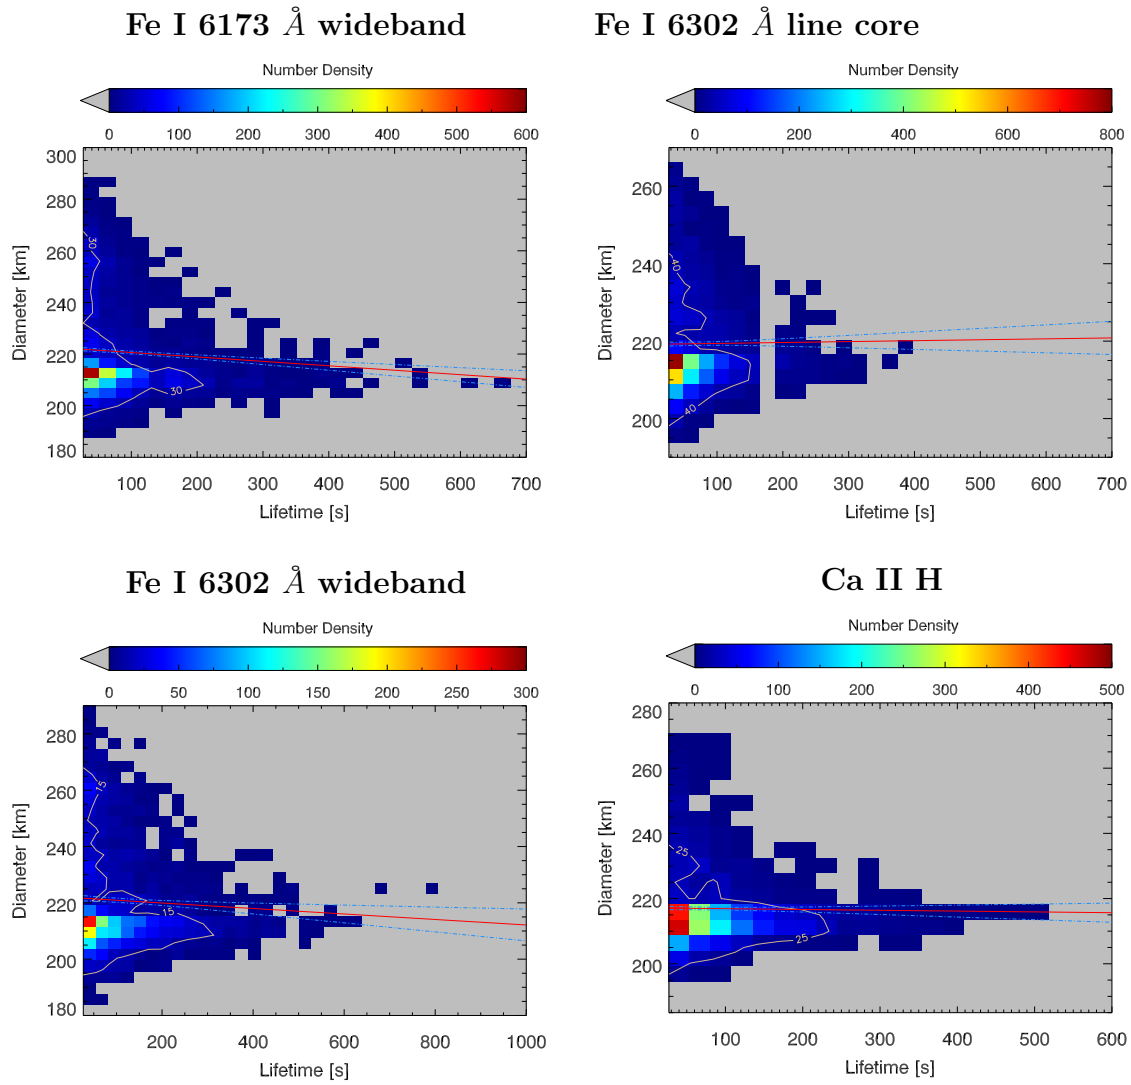 Fe I 6173 Å wideband
Number Density
0 100 200 300 400 500 600
300
280
260
240
220
200
180
Diameter [km]
30
30
100 200 300 400 500 600 700
Lifetime [s]
Fe I 6302 Å line core
Number Density
0 200 400 600 800
260
240
220
200
Diameter [km]
40
40
100 200 300 400 500 600 700
Lifetime [s]
Fe I 6302 Å wideband
Number Density
0 50 100 150 200 250 300
280
260
240
220
200
180
Diameter [km]
15
15
200 400 600 800 1000
Lifetime [s]
Ca II H
Number Density
0 100 200 300 400 500
280
260
240
220
200
Diameter [km]
25
25
100 200 300 400 500 600
Lifetime [s]